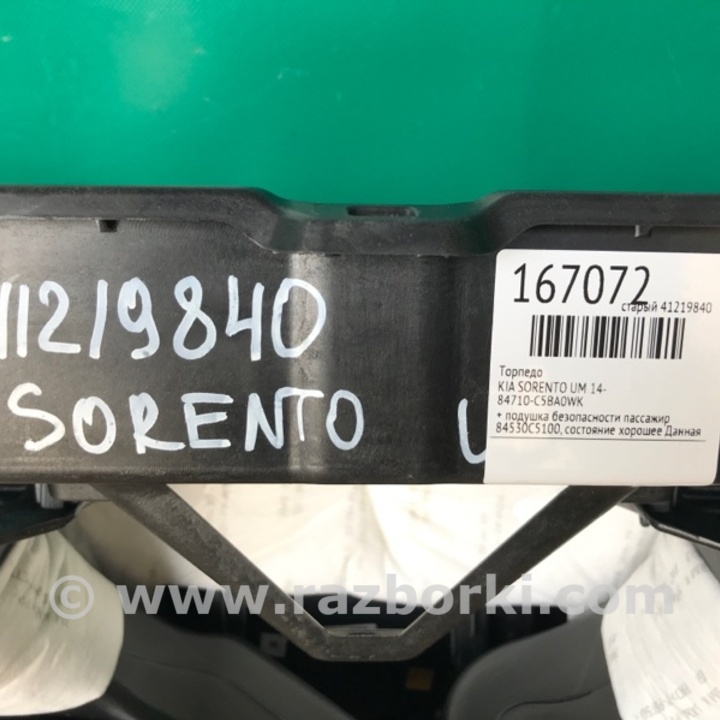 11219840
SORENTO U
167072
старый 41219840
Торпедо
KIA SORENTO UM 14-
84710-C5BA0WK
+ подушка безопасности пассажир
84530C5100, состояние хорошее Данная
© www.razborki.com